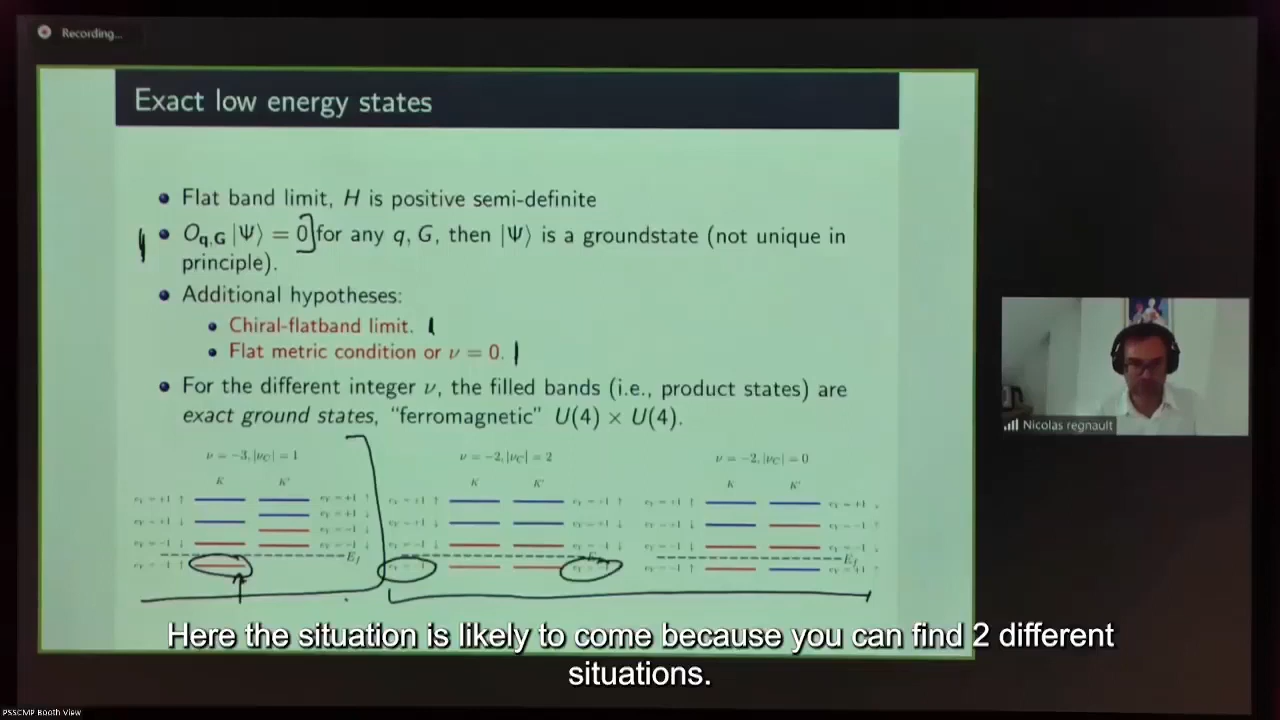 Recording...
Exact low energy states
Flat band limit, H is positive semi-definite
O_{q,G} |Ψ⟩ = 0 for any q, G, then |Ψ⟩ is a groundstate (not unique in
principle).
Additional hypotheses:
Chiral-flatband limit.
Flat metric condition or ν = 0.
For the different integer ν, the filled bands (i.e., product states) are
exact ground states, “ferromagnetic” U(4) × U(4).
ν = −3, |ν_C| = 1
ν = −2, |ν_C| = 2
ν = −2, |ν_C| = 0
K K'
K K'
K K'
E_f
E_f
Nicolas regnault
Here the situation is likely to come because you can find 2 different
situations.
PSSCMP Booth View